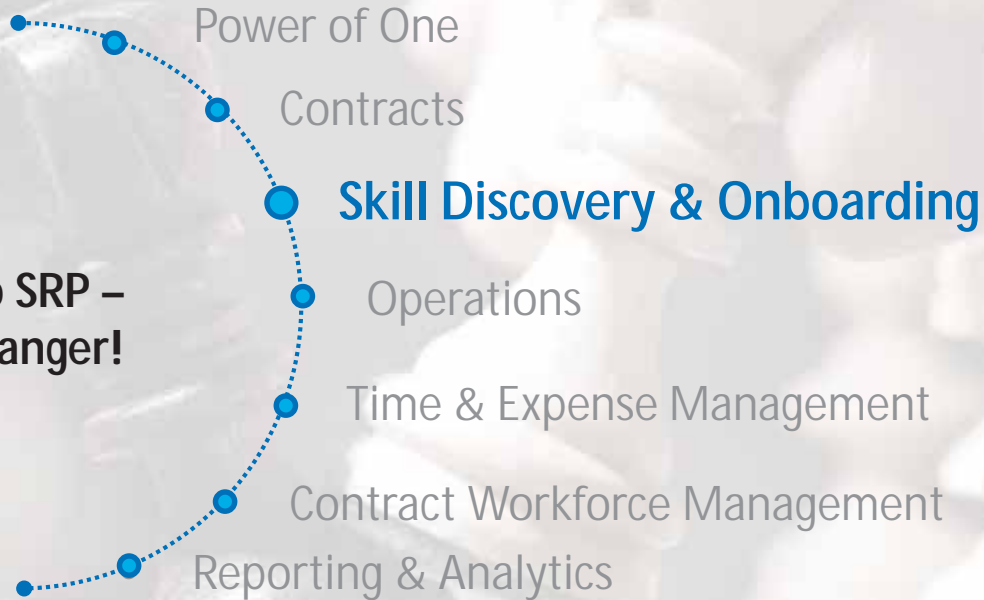 Power of One
Contracts
Skill Discovery & Onboarding
SRP –
anger!
Operations
Time & Expense Management
Contract Workforce Management
Reporting & Analytics